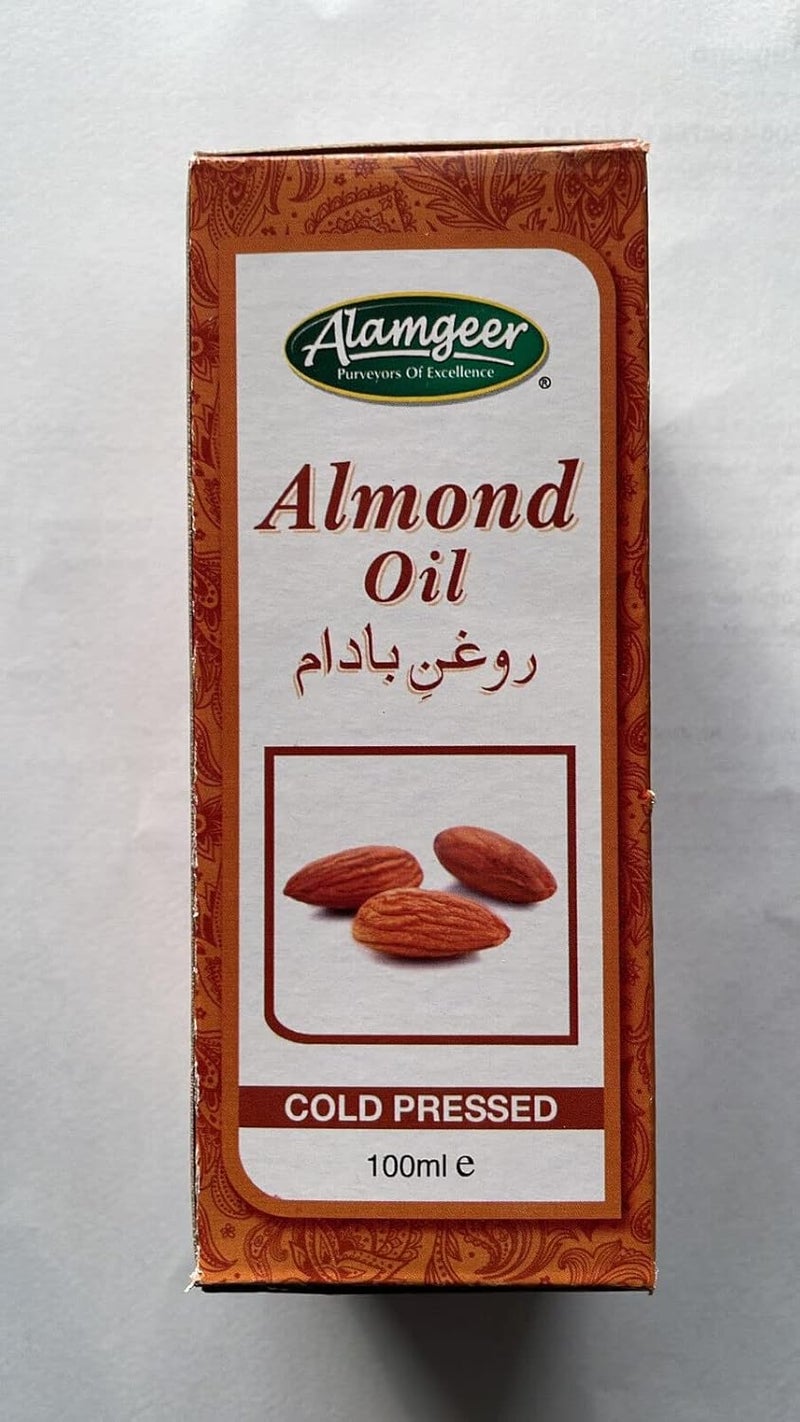 Alamgeer
Purveyors Of Excellence
®
Almond
Oil
روغنِ بادام
COLD PRESSED
100ml e